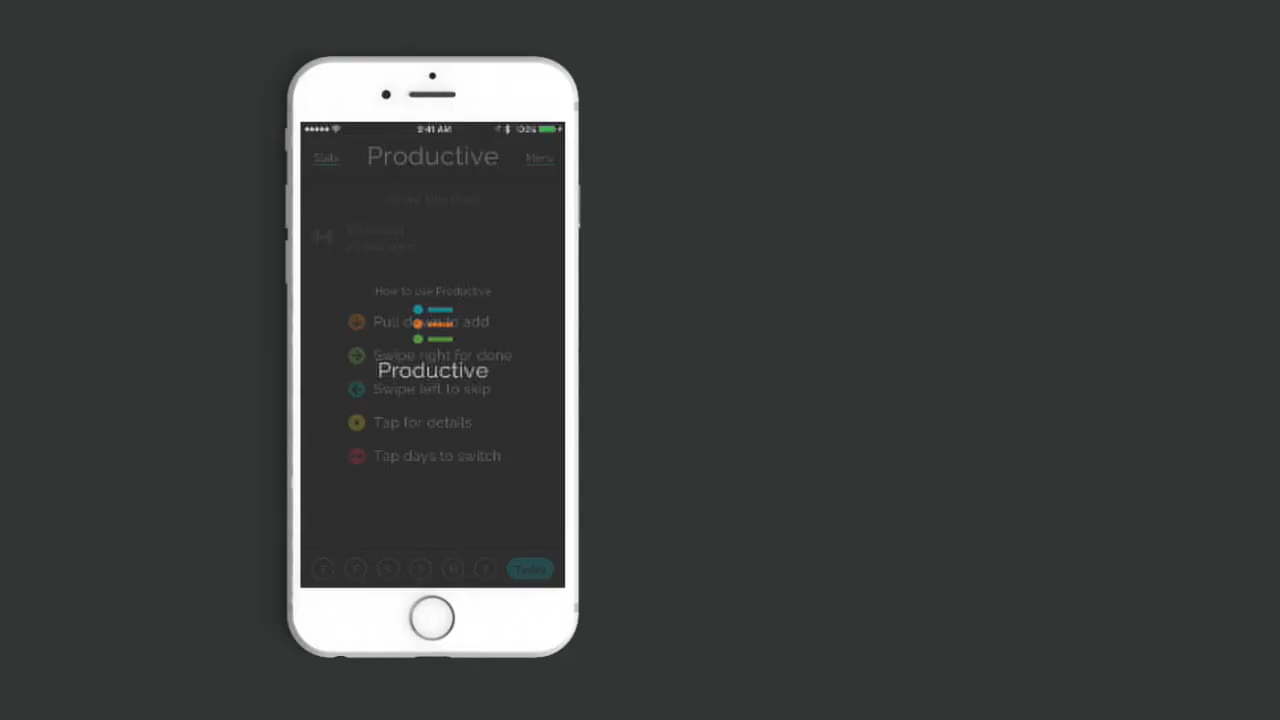 9:41 AM 100%
Stats Productive Menu
How to use Productive
Pull down to add
Swipe right for done
Productive
Swipe left to skip
Tap for details
Tap days to switch
Today